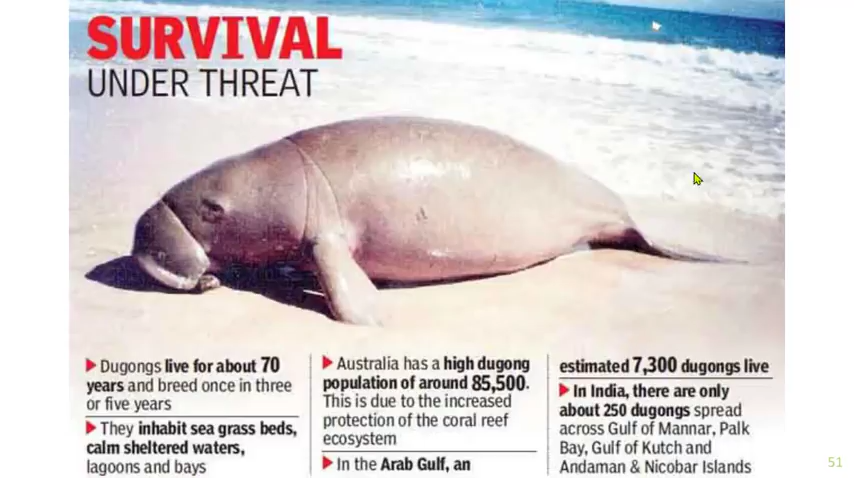 SURVIVAL
UNDER THREAT
Dugongs live for about 70
years and breed once in three
or five years
They inhabit sea grass beds,
calm sheltered waters,
lagoons and bays
Australia has a high dugong
population of around 85,500.
This is due to the increased
protection of the coral reef
ecosystem
In the Arab Gulf, an
estimated 7,300 dugongs live
In India, there are only
about 250 dugongs spread
across Gulf of Mannar, Palk
Bay, Gulf of Kutch and
Andaman & Nicobar Islands
51